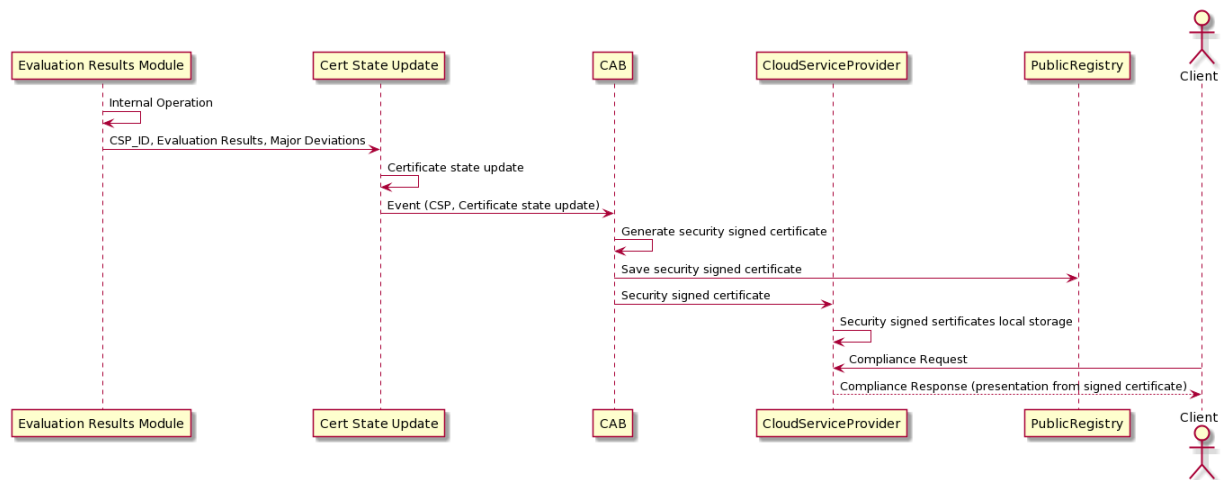 Client
Evaluation Results Module
Cert State Update
CAB
CloudServiceProvider
PublicRegistry
Internal Operation
CSP_ID, Evaluation Results, Major Deviations
Certificate state update
Event (CSP, Certificate state update)
Generate security signed certificate
Save security signed certificate
Security signed certificate
Security signed sertificates local storage
Compliance Request
Compliance Response (presentation from signed certificate)
Evaluation Results Module
Cert State Update
CAB
CloudServiceProvider
PublicRegistry
Client